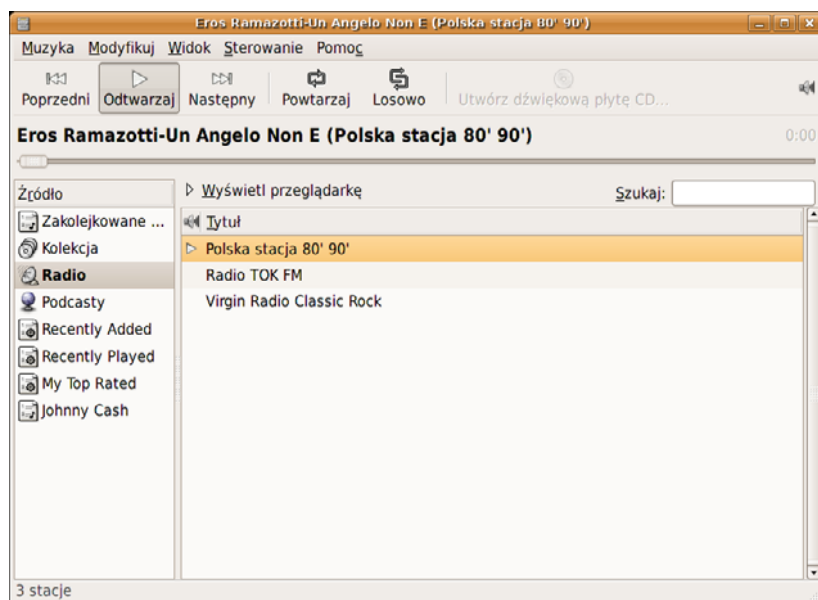 Eros Ramazotti-Un Angelo Non E (Polska stacja 80' 90')
Muzyka Modyfikuj Widok Sterowanie Pomoc
Poprzedni Odtwarzaj Następny Powtarzaj Losowo Utwórz dźwiękową płytę CD...
Eros Ramazotti-Un Angelo Non E (Polska stacja 80' 90') 0:00
Źródło
Wyświetl przeglądarkę Szukaj:
Zakolejkowane ...
Kolekcja
Radio
Podcasty
Recently Added
Recently Played
My Top Rated
Johnny Cash
Tytuł
Polska stacja 80' 90'
Radio TOK FM
Virgin Radio Classic Rock
3 stacje